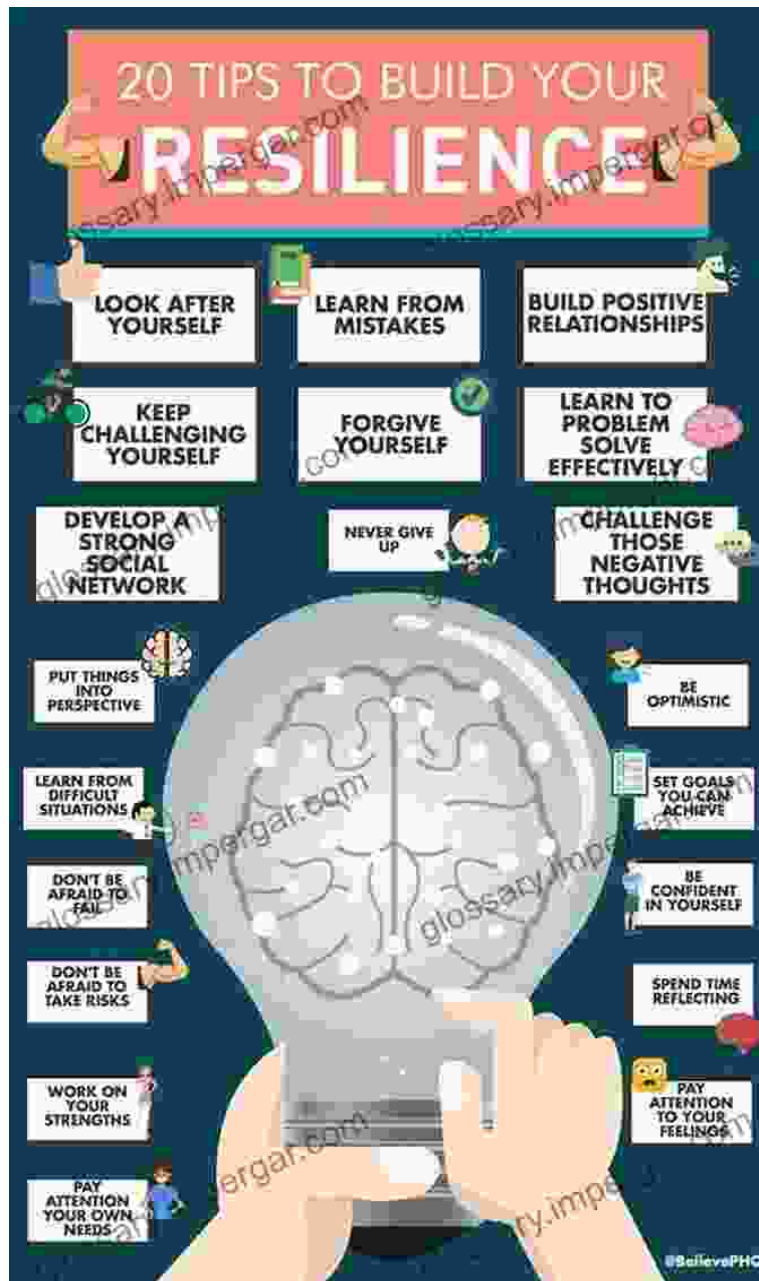 20 TIPS TO BUILD YOUR
RESILIENCE
LOOK AFTER
YOURSELF
LEARN FROM
MISTAKES
BUILD POSITIVE
RELATIONSHIPS
KEEP
CHALLENGING
YOURSELF
FORGIVE
YOURSELF
LEARN TO
PROBLEM
SOLVE
EFFECTIVELY
DEVELOP A
STRONG
SOCIAL
NETWORK
NEVER GIVE
UP
CHALLENGE
THOSE
NEGATIVE
THOUGHTS
PUT THINGS
INTO
PERSPECTIVE
BE
OPTIMISTIC
LEARN FROM
DIFFICULT
SITUATIONS
SET GOALS
YOU CAN
ACHIEVE
DON'T BE
AFRAID TO
FAIL
BE
CONFIDENT
IN YOURSELF
DON'T BE
AFRAID TO
TAKE RISKS
SPEND TIME
REFLECTING
WORK ON
YOUR
STRENGTHS
PAY
ATTENTION
TO YOUR
FEELINGS
PAY
ATTENTION
YOUR OWN
NEEDS
@BelievePHQ
glossary.impergar.com